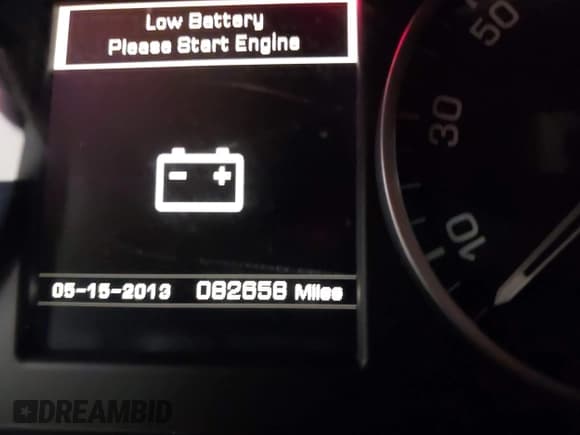 Low Battery
Please Start Engine
- +
05-15-2013 082658 Miles
50
30
10
DREAMBID